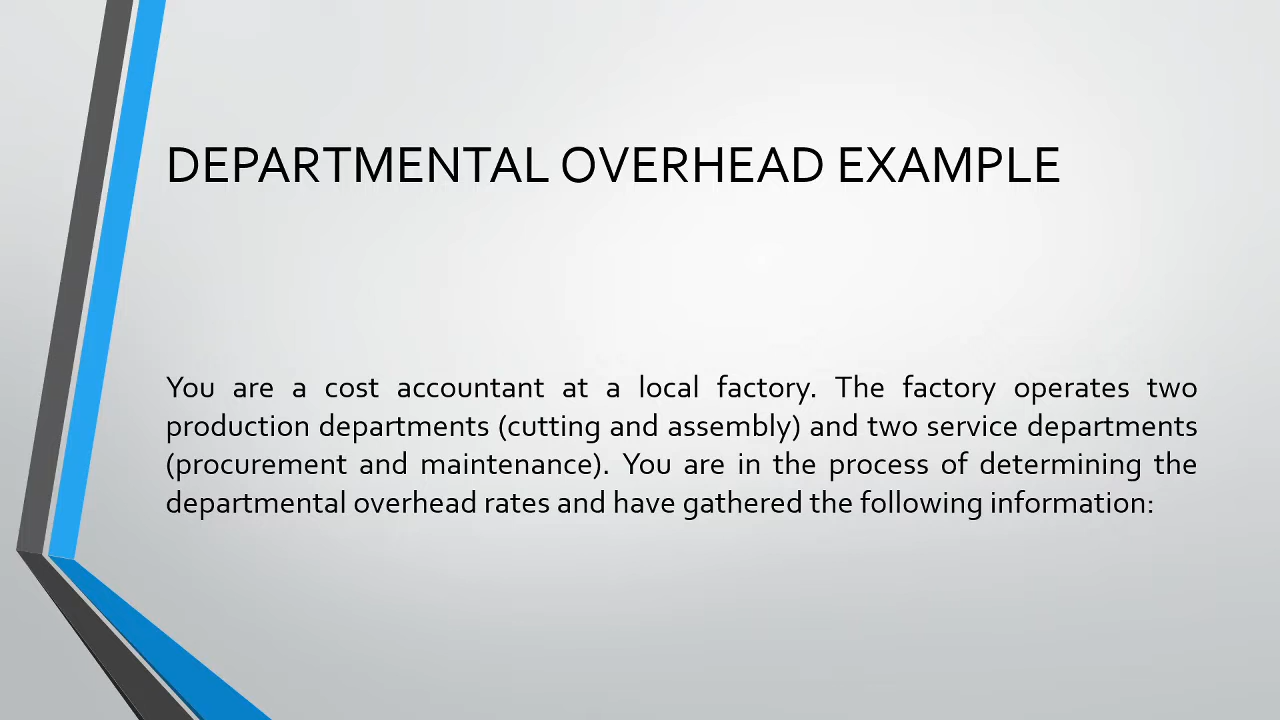 DEPARTMENTAL OVERHEAD EXAMPLE
You are a cost accountant at a local factory. The factory operates two
production departments (cutting and assembly) and two service departments
(procurement and maintenance). You are in the process of determining the
departmental overhead rates and have gathered the following information: